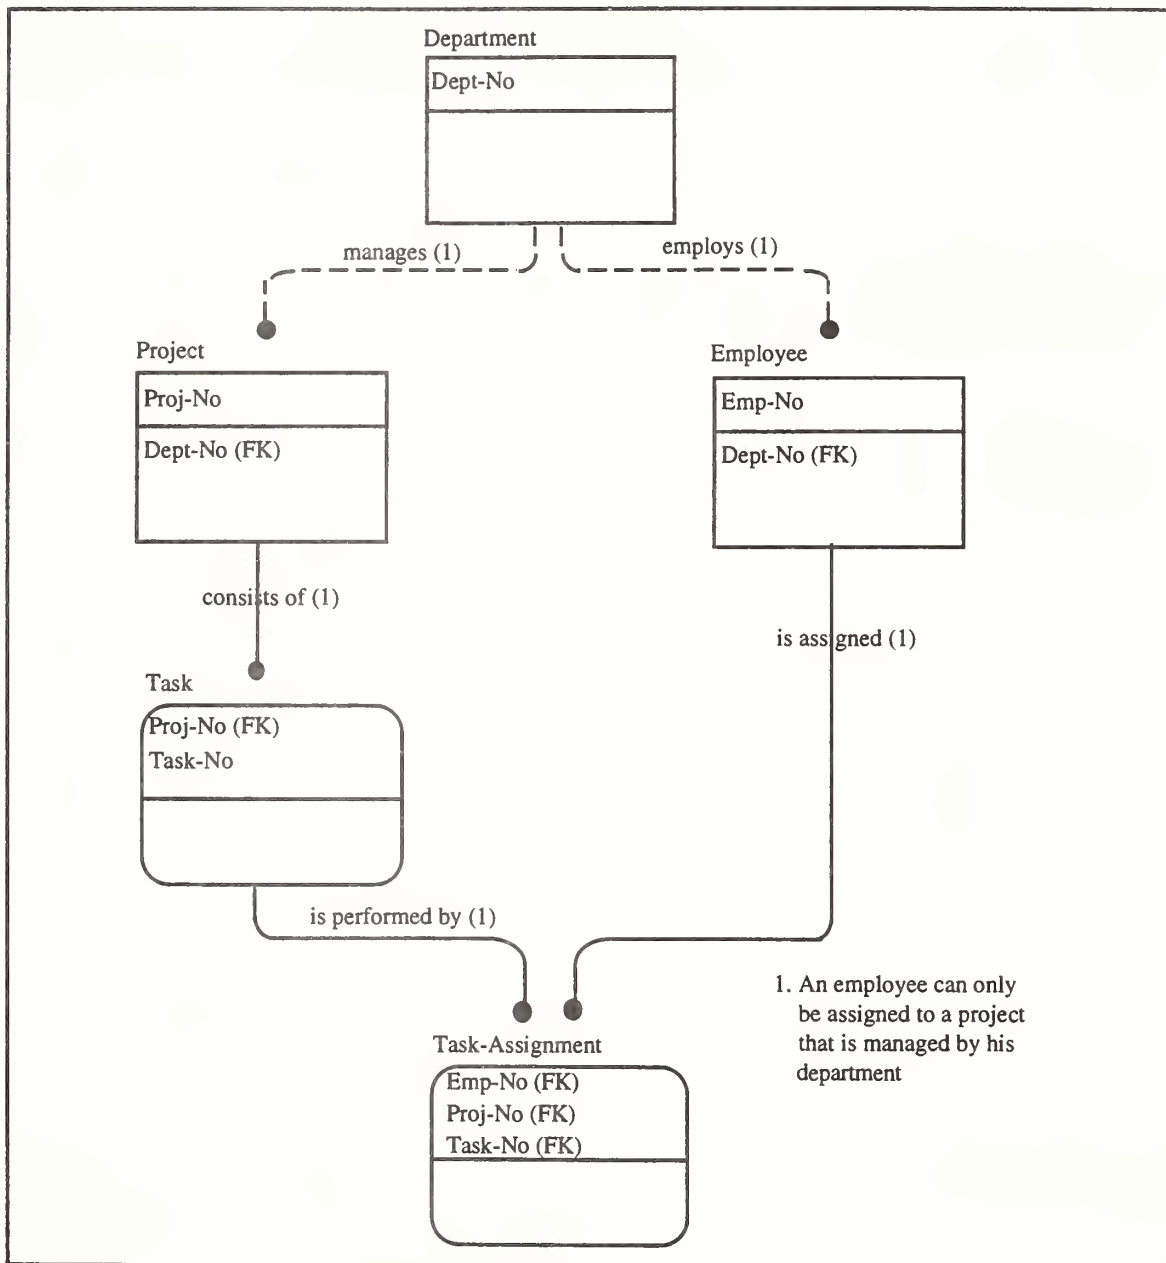 Department
Dept-No
manages (1)
employs (1)
Project
Proj-No
Dept-No (FK)
Employee
Emp-No
Dept-No (FK)
consists of (1)
is assigned (1)
Task
Proj-No (FK)
Task-No
is performed by (1)
1. An employee can only
be assigned to a project
that is managed by his
department
Task-Assignment
Emp-No (FK)
Proj-No (FK)
Task-No (FK)